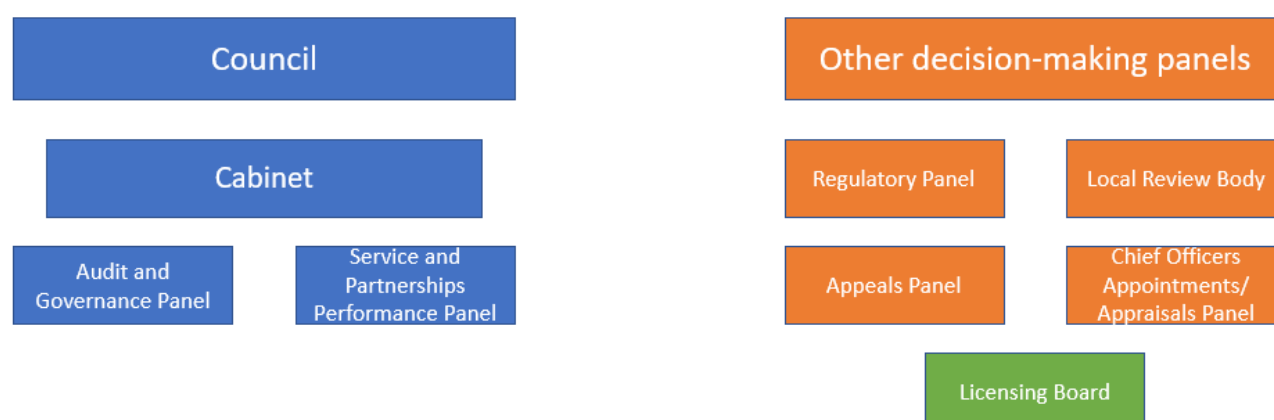 Council
Other decision-making panels
Cabinet
Regulatory Panel
Local Review Body
Audit and
Governance Panel
Service and
Partnerships
Performance Panel
Appeals Panel
Chief Officers
Appointments/
Appraisals Panel
Licensing Board